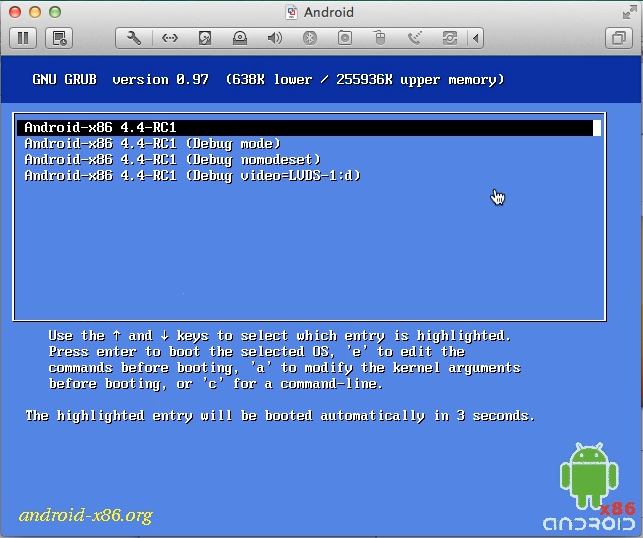 Android
GNU GRUB version 0.97 (638K lower / 255936K upper memory)
Android-x86 4.4-RC1
Android-x86 4.4-RC1 (Debug mode)
Android-x86 4.4-RC1 (Debug nomodeset)
Android-x86 4.4-RC1 (Debug video=LVDS-1:d)
Use the ↑ and ↓ keys to select which entry is highlighted.
Press enter to boot the selected OS, 'e' to edit the
commands before booting, 'a' to modify the kernel arguments
before booting, or 'c' for a command-line.
The highlighted entry will be booted automatically in 3 seconds.
android-x86.org
x86
ANDROID